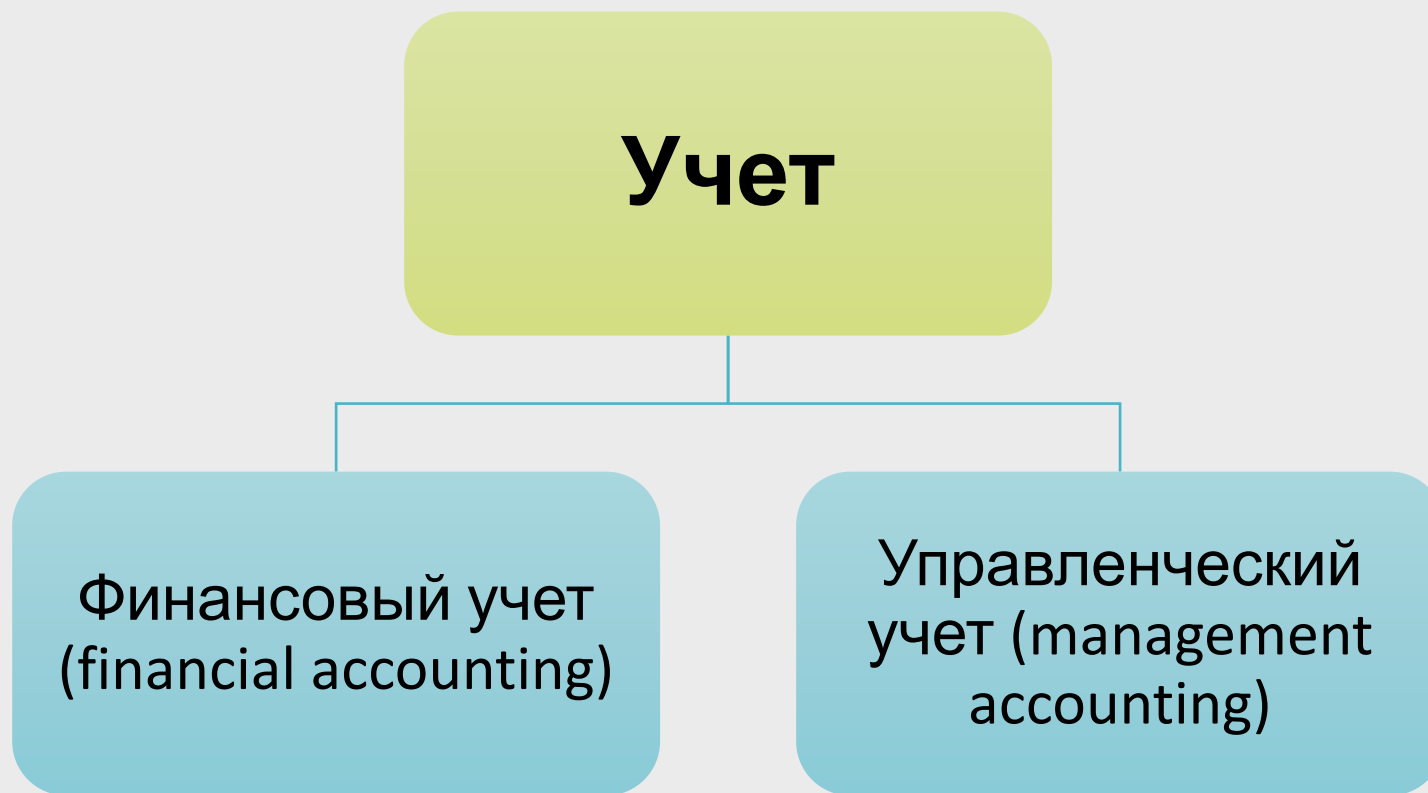 Учет
Финансовый учет
(financial accounting)
Управленческий
учет (management
accounting)